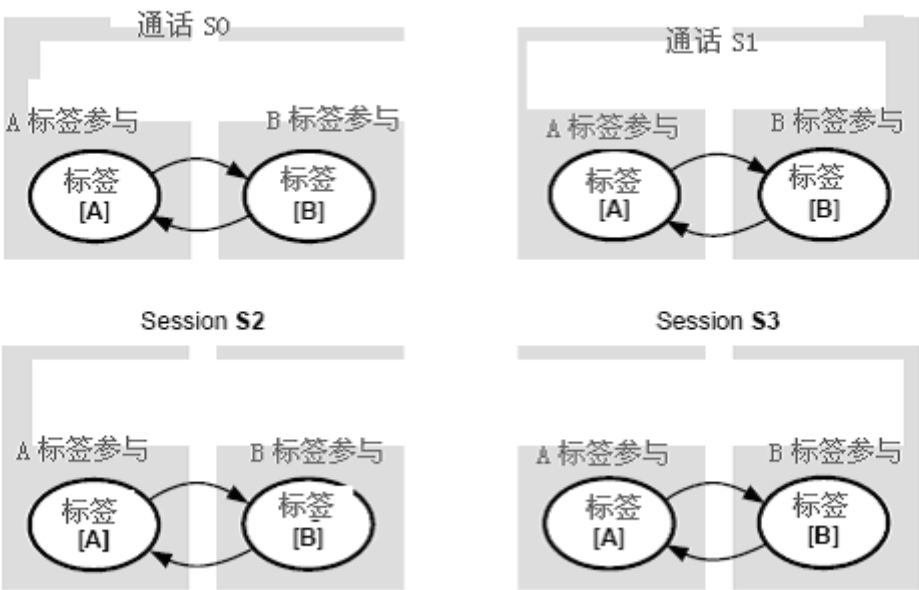 通话 S0
通话 S1
A 标签参与
B 标签参与
A 标签参与
B 标签参与
标签
[A]
标签
[B]
标签
[A]
标签
[B]
Session S2
Session S3
A 标签参与
B 标签参与
A 标签参与
B 标签参与
标签
[A]
标签
[B]
标签
[A]
标签
[B]